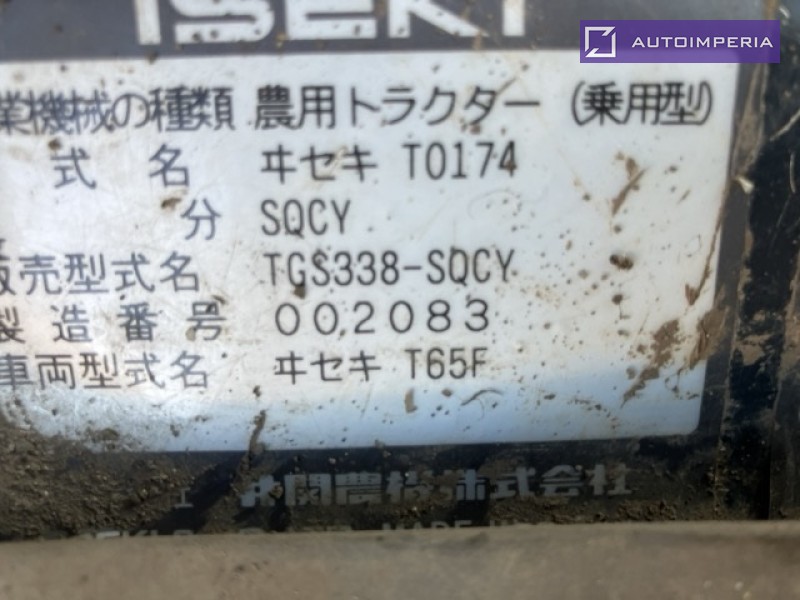 ISEKI
AUTOIMPERIA
業機械の種類 農用トラクター (乗用型)
式名 ヰセキ T0174
分 SQCY
販売型式名 TGS338-SQCY
製造番号 002083
車両型式名 ヰセキ T65F
井関農機株式会社